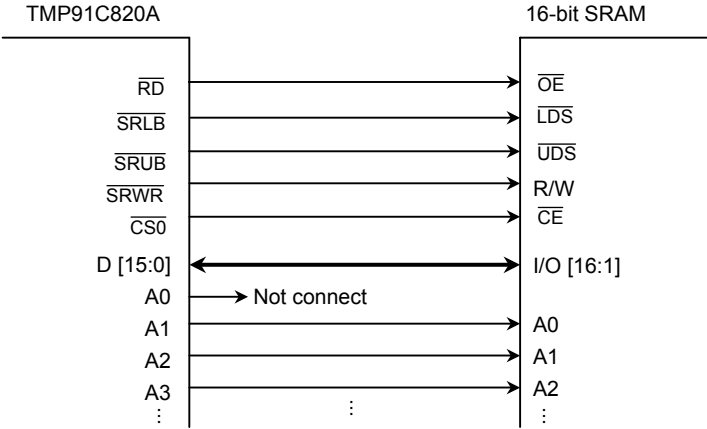 TMP91C820A 16-bit SRAM
RD OE
SRLB LDS
SRUB UDS
SRWR R/W
CS0 CE
D [15:0] I/O [16:1]
A0 Not connect
A1 A0
A2 A1
A3 A2
⋮ ⋮ ⋮